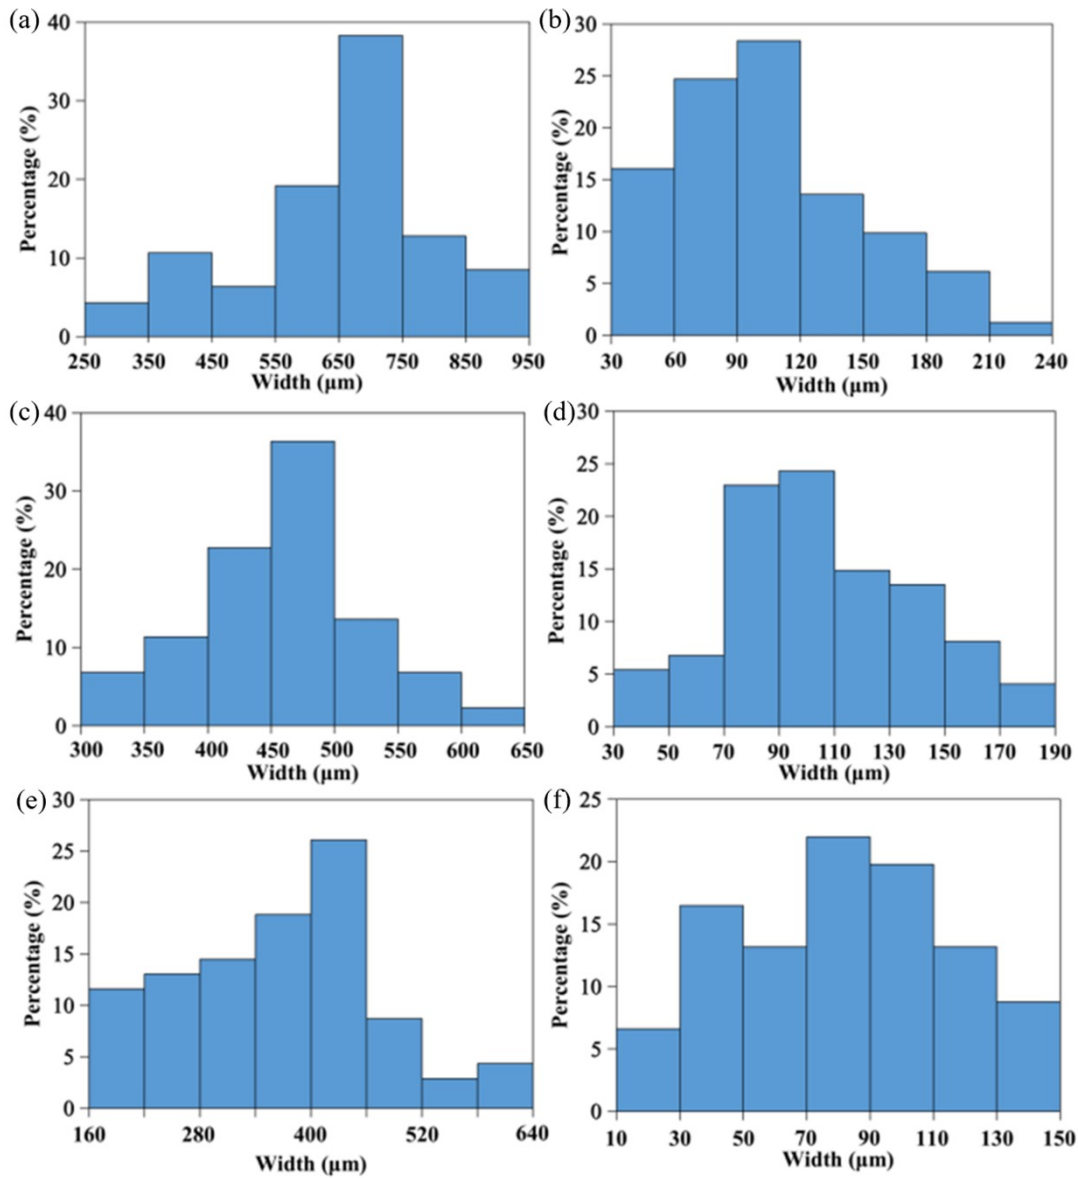 (a)
40
30
20
10
0
Percentage (%)
250 350 450 550 650 750 850 950
Width (μm)
(b)
30
25
20
15
10
5
0
Percentage (%)
30 60 90 120 150 180 210 240
Width (μm)
(c)
40
30
20
10
0
Percentage (%)
300 350 400 450 500 550 600 650
Width (μm)
(d)
30
25
20
15
10
5
0
Percentage (%)
30 50 70 90 110 130 150 170 190
Width (μm)
(e)
30
25
20
15
10
5
0
Percentage (%)
160 280 400 520 640
Width (μm)
(f)
25
20
15
10
5
0
Percentage (%)
10 30 50 70 90 110 130 150
Width (μm)